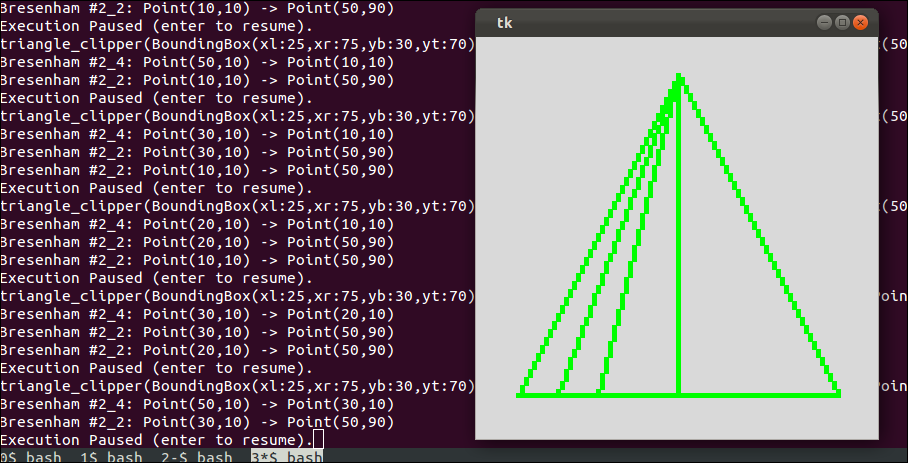 Bresenham #2_2: Point(10,10) -> Point(50,90)
Execution Paused (enter to resume).
triangle_clipper(BoundingBox(xl:25,xr:75,yb:30,yt:70) t(50
Bresenham #2_4: Point(50,10) -> Point(10,10)
Bresenham #2_2: Point(10,10) -> Point(50,90)
Execution Paused (enter to resume).
triangle_clipper(BoundingBox(xl:25,xr:75,yb:30,yt:70) t(50
Bresenham #2_4: Point(30,10) -> Point(10,10)
Bresenham #2_2: Point(30,10) -> Point(50,90)
Bresenham #2_2: Point(10,10) -> Point(50,90)
Execution Paused (enter to resume).
triangle_clipper(BoundingBox(xl:25,xr:75,yb:30,yt:70) t(50
Bresenham #2_4: Point(20,10) -> Point(10,10)
Bresenham #2_2: Point(20,10) -> Point(50,90)
Bresenham #2_2: Point(10,10) -> Point(50,90)
Execution Paused (enter to resume).
triangle_clipper(BoundingBox(xl:25,xr:75,yb:30,yt:70) Poin
Bresenham #2_4: Point(30,10) -> Point(20,10)
Bresenham #2_2: Point(30,10) -> Point(50,90)
Bresenham #2_2: Point(20,10) -> Point(50,90)
Execution Paused (enter to resume).
triangle_clipper(BoundingBox(xl:25,xr:75,yb:30,yt:70) Poin
Bresenham #2_4: Point(50,10) -> Point(30,10)
Bresenham #2_2: Point(30,10) -> Point(50,90)
Execution Paused (enter to resume).
0$ bash 1$ bash 2-$ bash 3*$ bash
tk